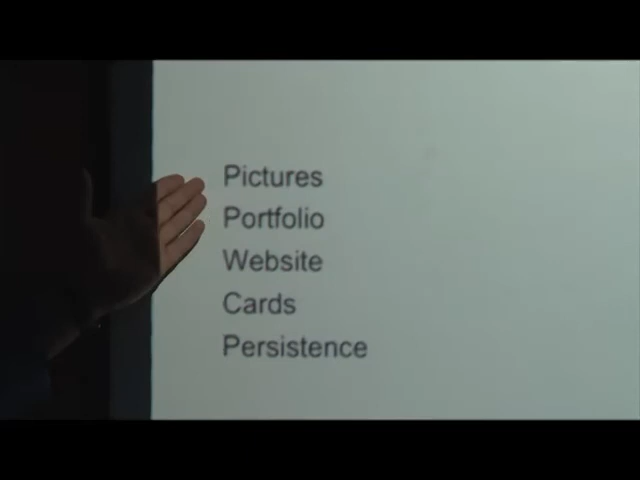 Pictures
Portfolio
Website
Cards
Persistence